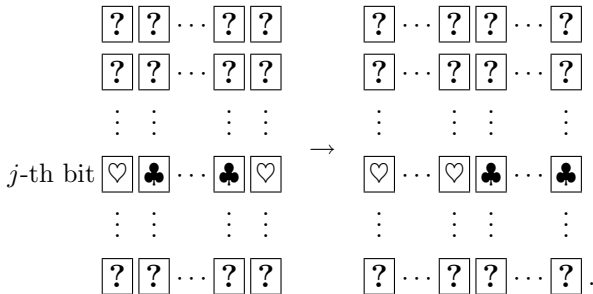 ? ? ··· ? ? ? ··· ? ? ··· ?
? ? ··· ? ? ? ··· ? ? ··· ?
⋮ ⋮ ⋮ ⋮ → ⋮ ⋮ ⋮ ⋮
j-th bit ♡ ♣ ··· ♣ ♡ ♡ ··· ♡ ♣ ··· ♣
⋮ ⋮ ⋮ ⋮ ⋮ ⋮ ⋮ ⋮
? ? ··· ? ? ? ··· ? ? ··· ? .